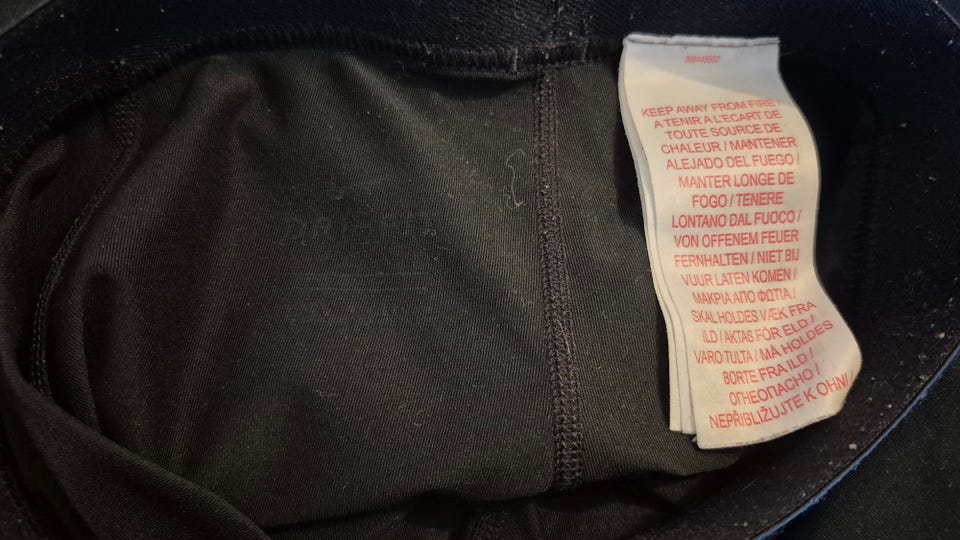 KEEP AWAY FROM FIRE /
A TENIR A L'ECART DE
TOUTE SOURCE DE
CHALEUR / MANTENER
ALEJADO DEL FUEGO /
MANTER LONGE DE
FOGO / TENERE
LONTANO DAL FUOCO /
VON OFFENEM FEUER
FERNHALTEN / NIET BIJ
VUUR LATEN KOMEN /
ΜΑΚΡΙΑ ΑΠΟ ΦΩΤΙΑ /
SKAL HOLDES VÆK FRA
ILD / AKTAS FÖR ELD /
VARO TULTA / MÅ HOLDES
BORTE FRA ILD /
ОГНЕОПАСНО /
NEPŘIBLIŽUJTE K OHNI /